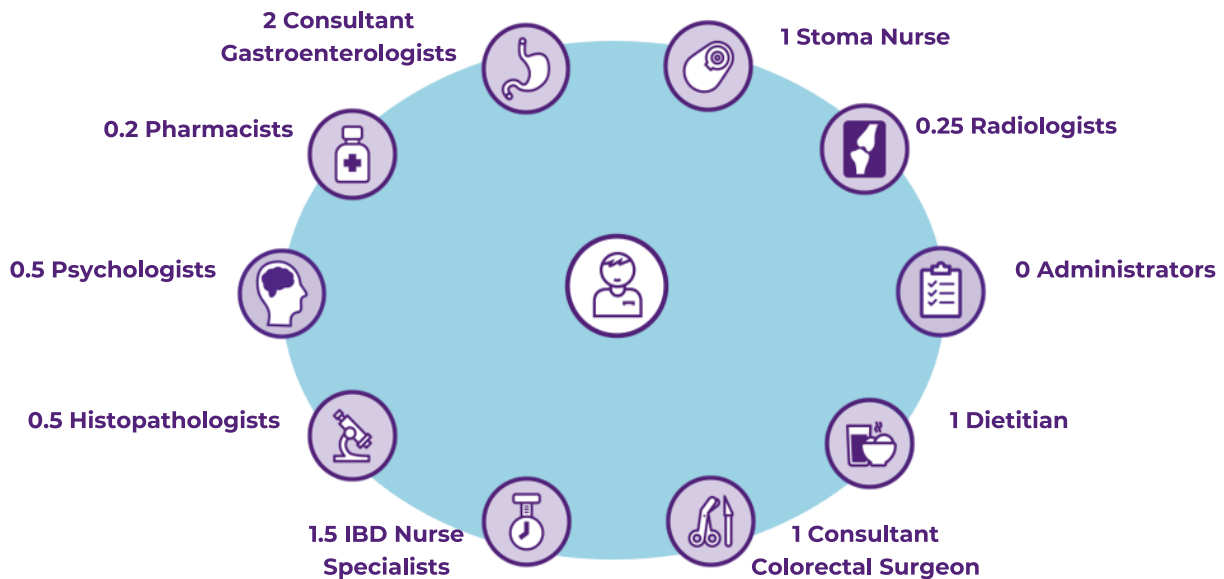 2 Consultant
Gastroenterologists
1 Stoma Nurse
0.2 Pharmacists
0.25 Radiologists
0.5 Psychologists
0 Administrators
0.5 Histopathologists
1 Dietitian
1.5 IBD Nurse
Specialists
1 Consultant
Colorectal Surgeon